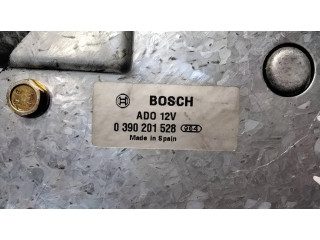 BOSCH
ADO 12V
0 390 201 528
Made in Spain